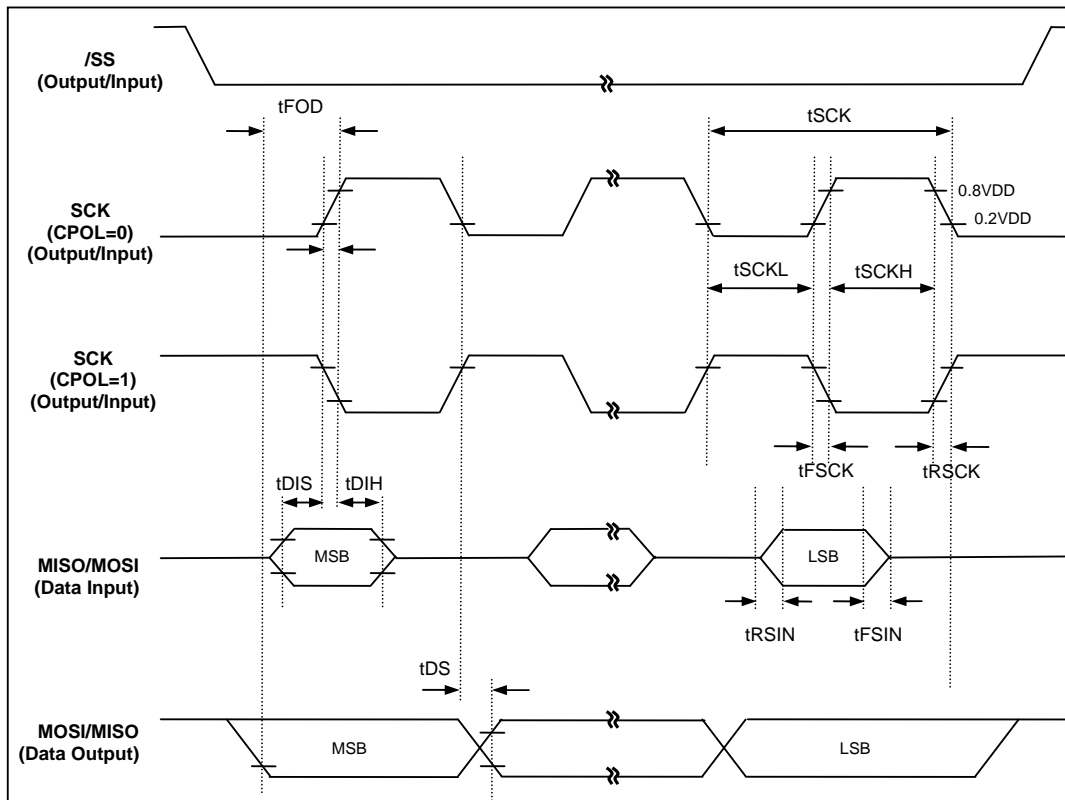 /SS
(Output/Input)
tFOD
tSCK
SCK
(CPOL=0)
(Output/Input)
0.8VDD
0.2VDD
tSCKL
tSCKH
SCK
(CPOL=1)
(Output/Input)
tFSCK
tRSCK
tDIS
tDIH
MISO/MOSI
(Data Input)
MSB
LSB
tRSIN
tFSIN
tDS
MOSI/MISO
(Data Output)
MSB
LSB